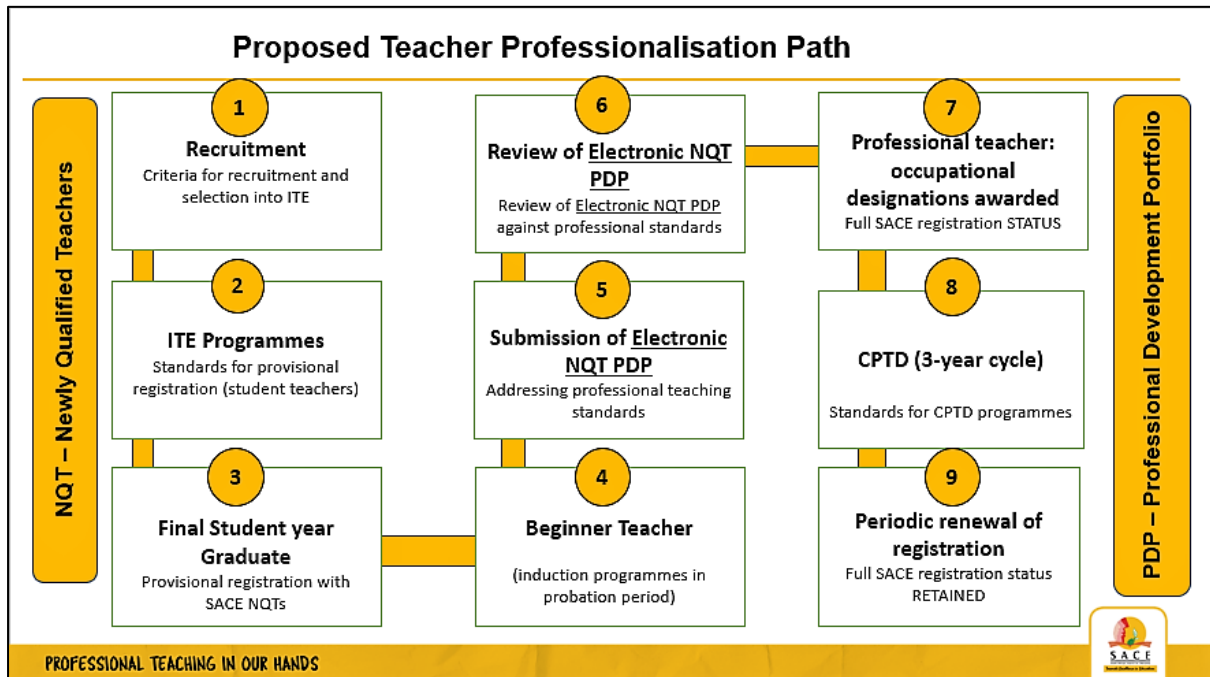 Proposed Teacher Professionalisation Path
NQT – Newly Qualified Teachers
1
Recruitment
Criteria for recruitment and
selection into ITE
2
ITE Programmes
Standards for provisional
registration (student teachers)
3
Final Student year
Graduate
Provisional registration with
SACE NQTs
4
Beginner Teacher
(induction programmes in
probation period)
5
Submission of Electronic
NQT PDP
Addressing professional teaching
standards
6
Review of Electronic NQT
PDP
Review of Electronic NQT PDP
against professional standards
7
Professional teacher:
occupational
designations awarded
Full SACE registration STATUS
8
CPTD (3-year cycle)
Standards for CPTD programmes
9
Periodic renewal of
registration
Full SACE registration status
RETAINED
PDP – Professional Development Portfolio
PROFESSIONAL TEACHING IN OUR HANDS
SACE